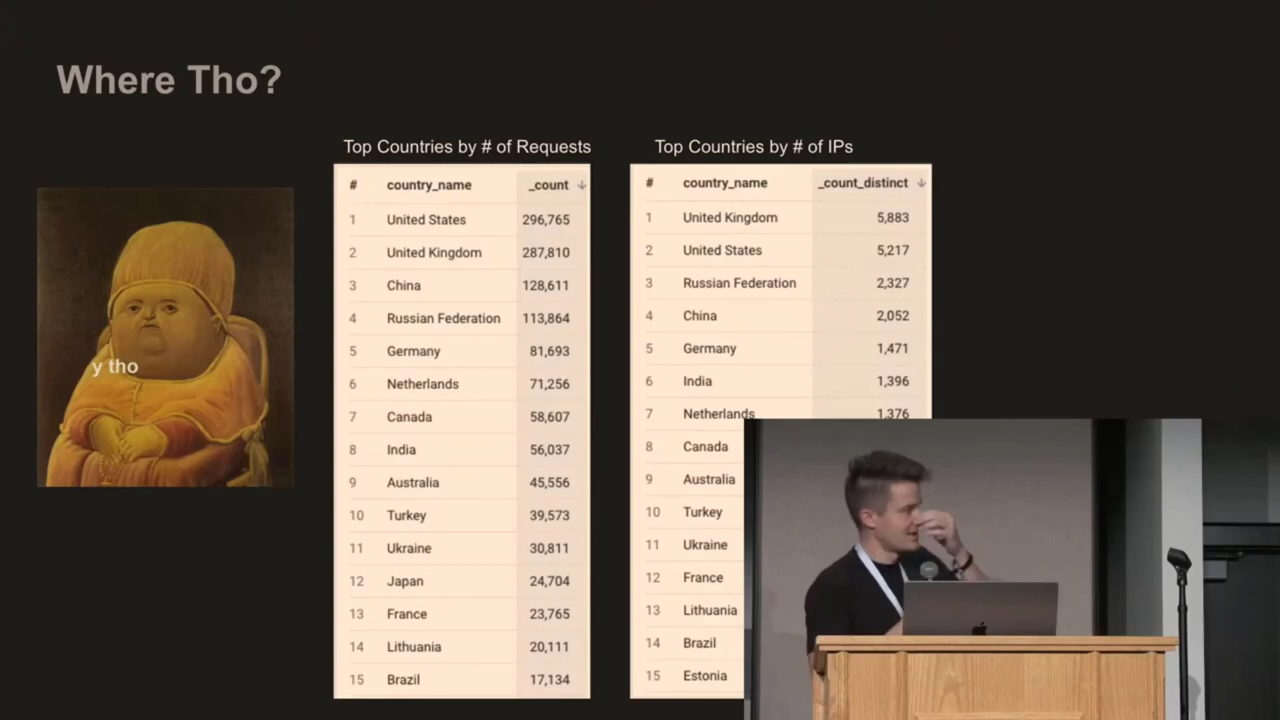 Where Tho?
y tho
Top Countries by # of Requests
# country_name _count ↓
1 United States 296,765
2 United Kingdom 287,810
3 China 128,611
4 Russian Federation 113,864
5 Germany 81,693
6 Netherlands 71,256
7 Canada 58,607
8 India 56,037
9 Australia 45,556
10 Turkey 39,573
11 Ukraine 30,811
12 Japan 24,704
13 France 23,765
14 Lithuania 20,111
15 Brazil 17,134
Top Countries by # of IPs
# country_name _count_distinct ↓
1 United Kingdom 5,883
2 United States 5,217
3 Russian Federation 2,327
4 China 2,052
5 Germany 1,471
6 India 1,396
7 Netherlands 1,376
8 Canada
9 Australia
10 Turkey
11 Ukraine
12 France
13 Lithuania
14 Brazil
15 Estonia